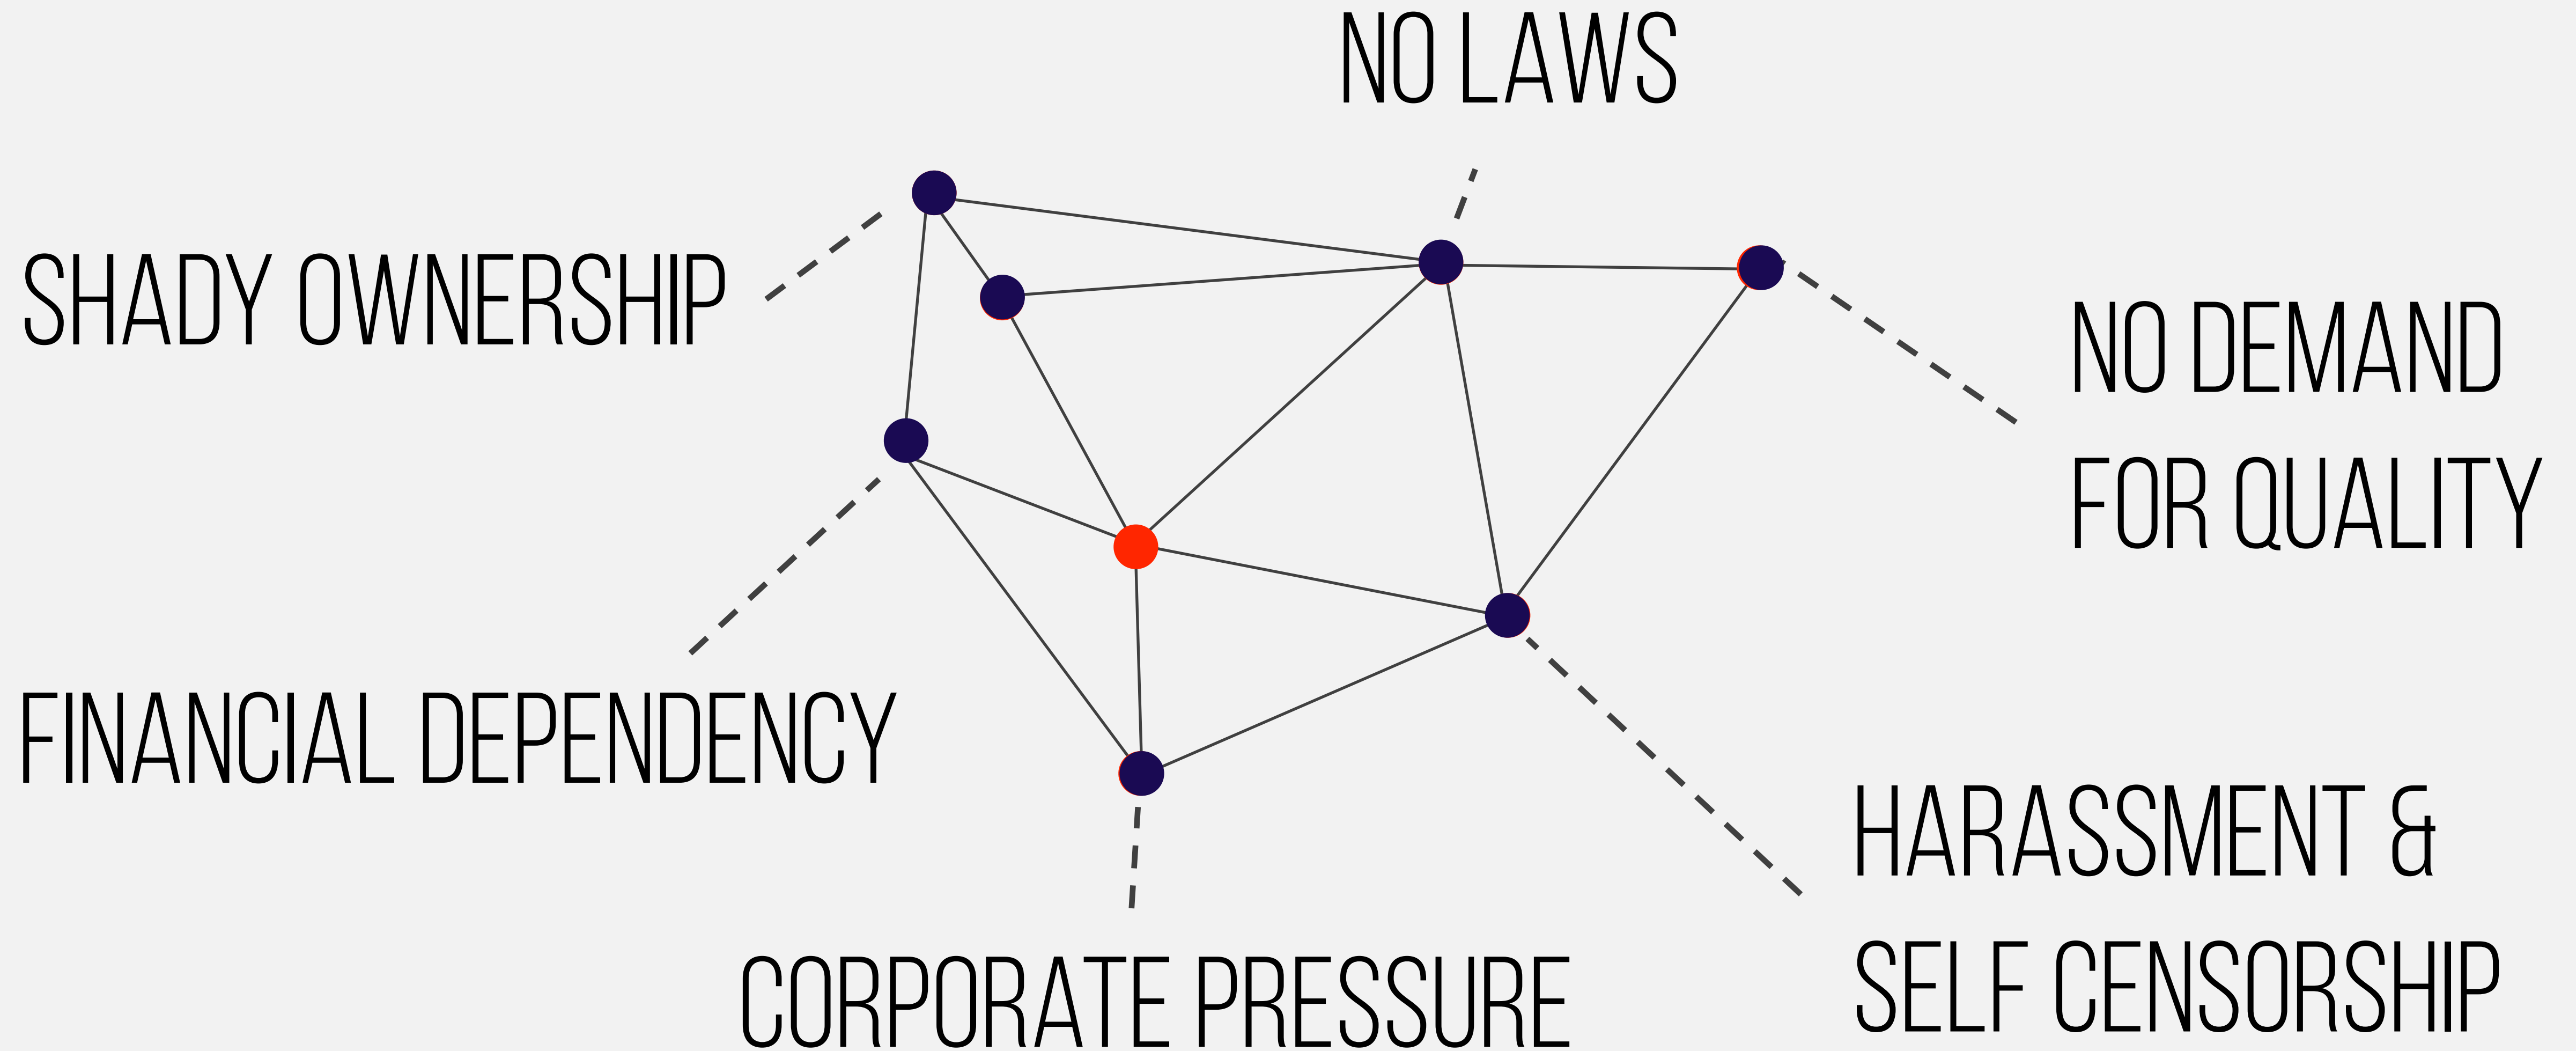 NO LAWS
SHADY OWNERSHIP
NO DEMAND
FOR QUALITY
FINANCIAL DEPENDENCY
HARASSMENT &
SELF CENSORSHIP
CORPORATE PRESSURE